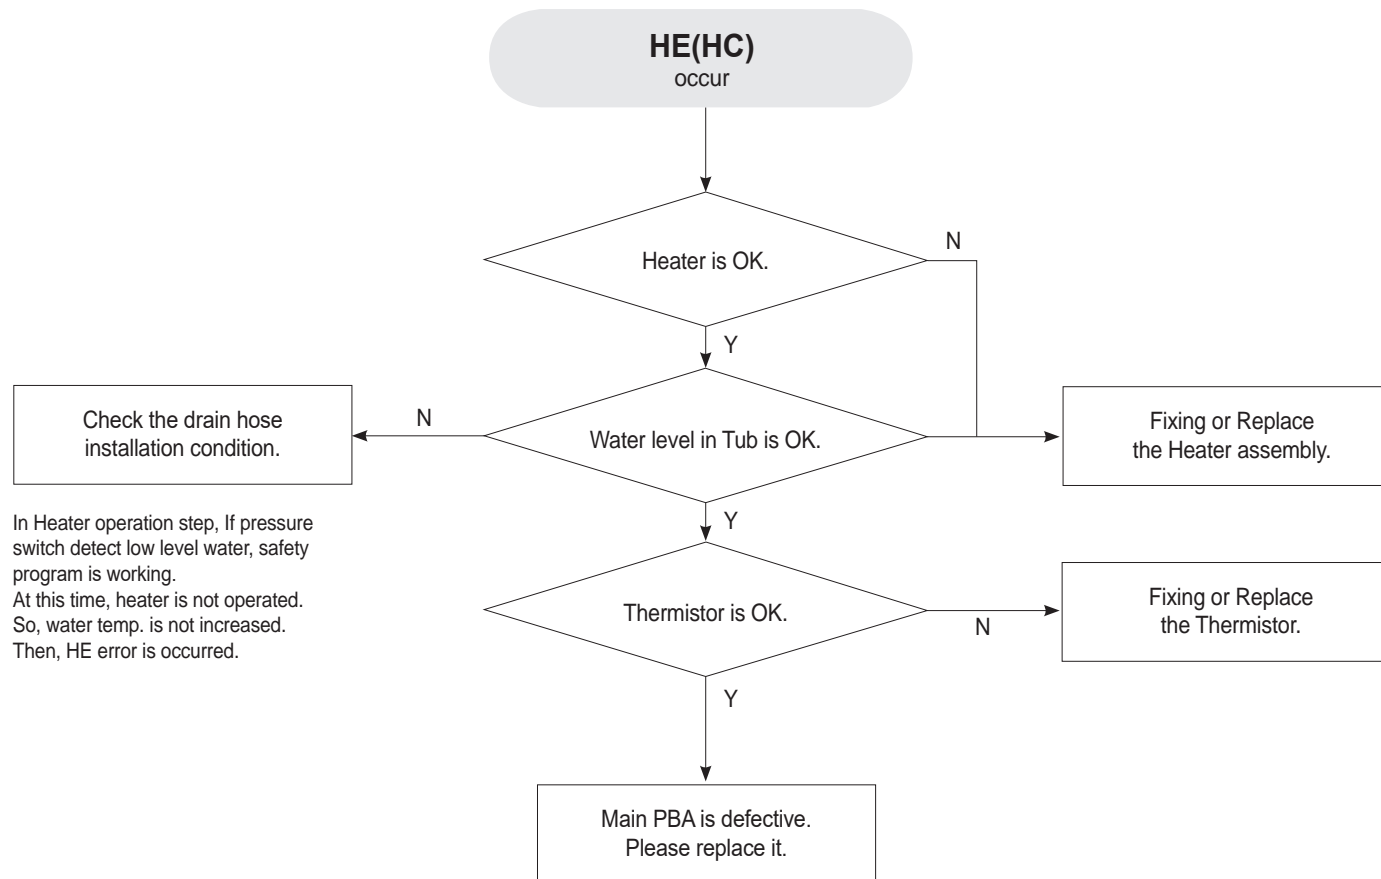 HE(HC)
occur
Heater is OK.
N
Y
Check the drain hose
installation condition.
N
Water level in Tub is OK.
Fixing or Replace
the Heater assembly.
In Heater operation step, If pressure
switch detect low level water, safety
program is working.
At this time, heater is not operated.
So, water temp. is not increased.
Then, HE error is occurred.
Y
Thermistor is OK.
N
Fixing or Replace
the Thermistor.
Y
Main PBA is defective.
Please replace it.